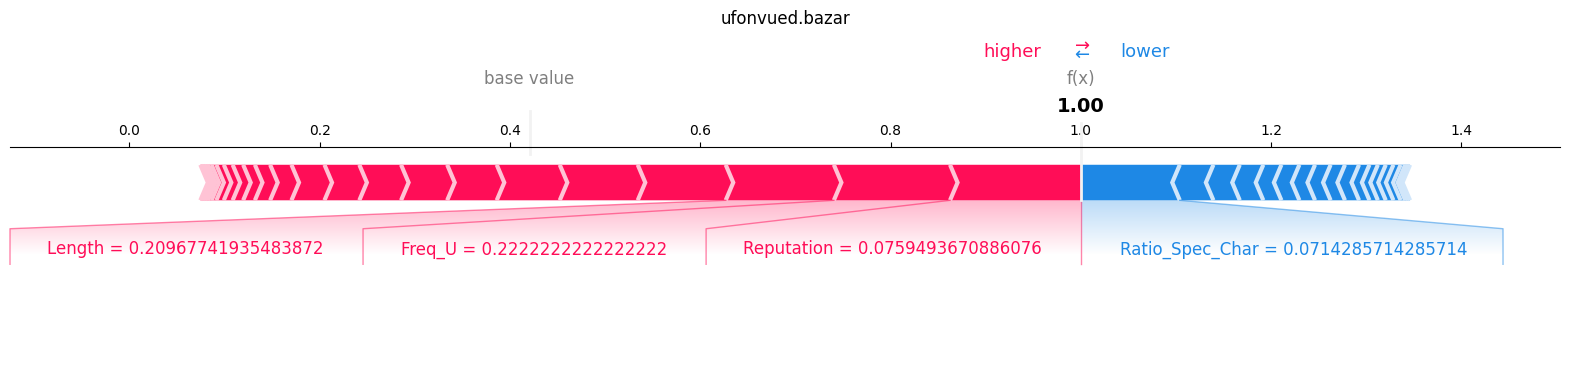 ufonvued.bazar
higher ⇄ lower
base value f(x)
1.00
0.0 0.2 0.4 0.6 0.8 1.0 1.2 1.4
Length = 0.20967741935483872 Freq_U = 0.2222222222222222 Reputation = 0.0759493670886076 Ratio_Spec_Char = 0.0714285714285714